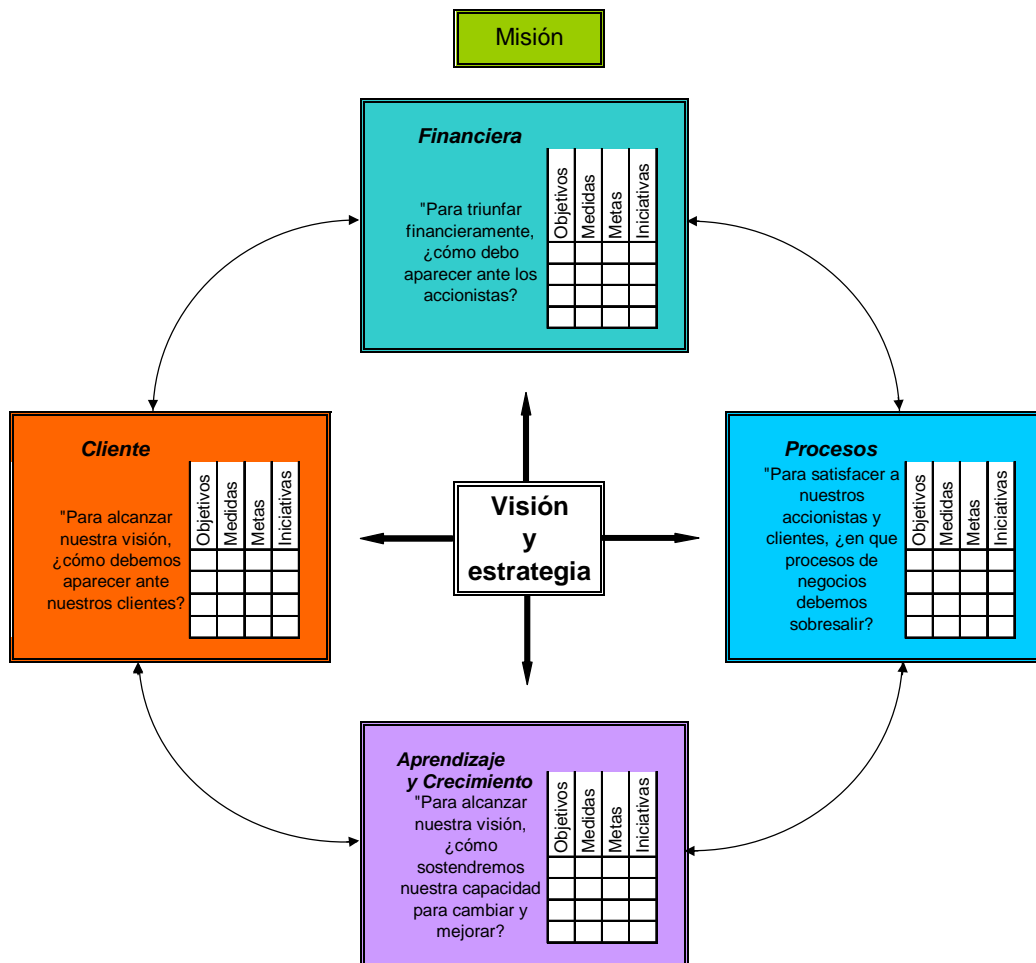 Misión
Financiera
"Para triunfar
financieramente,
¿cómo debo
aparecer ante los
accionistas?
Objetivos
Medidas
Metas
Iniciativas
Cliente
"Para alcanzar
nuestra visión,
¿cómo debemos
aparecer ante
nuestros clientes?
Objetivos
Medidas
Metas
Iniciativas
Visión
y
estrategia
Procesos
"Para satisfacer a
nuestros
accionistas y
clientes, ¿en que
procesos de
negocios
debemos
sobresalir?
Objetivos
Medidas
Metas
Iniciativas
Aprendizaje
y Crecimiento
"Para alcanzar
nuestra visión,
¿cómo
sostendremos
nuestra capacidad
para cambiar y
mejorar?
Objetivos
Medidas
Metas
Iniciativas